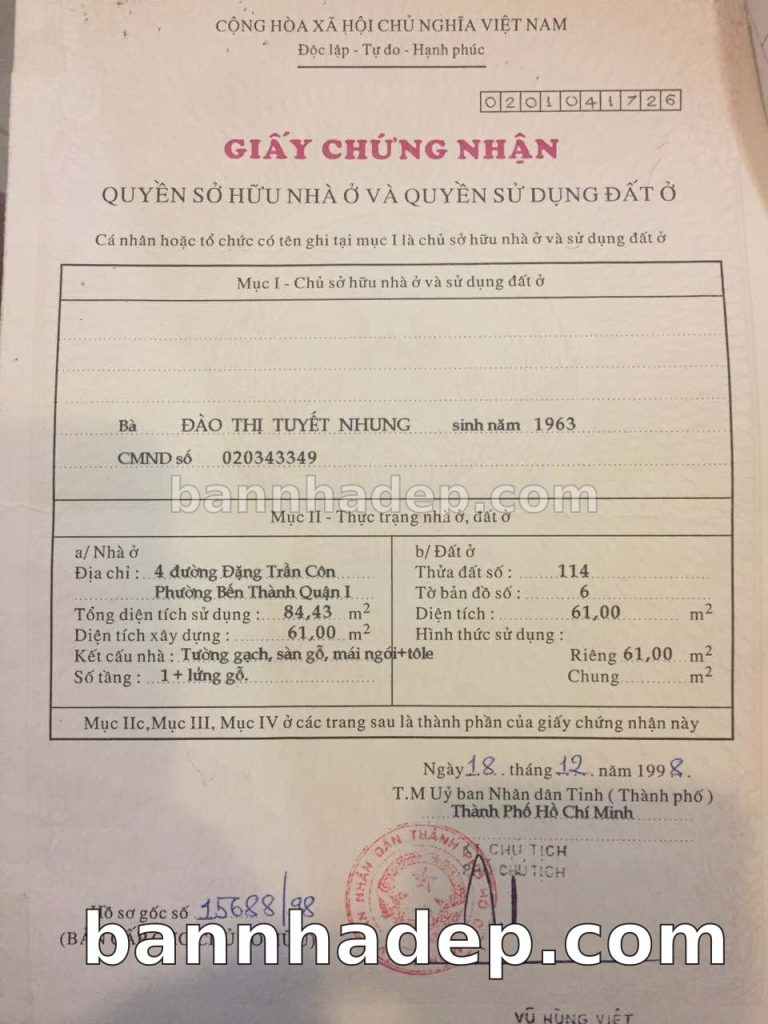 CỘNG HÒA XÃ HỘI CHỦ NGHĨA VIỆT NAM
Độc lập - Tự do - Hạnh phúc
0201041726
GIẤY CHỨNG NHẬN
QUYỀN SỞ HỮU NHÀ Ở VÀ QUYỀN SỬ DỤNG ĐẤT Ở
Cá nhân hoặc tổ chức có tên ghi tại mục I là chủ sở hữu nhà ở và sử dụng đất ở
Mục I - Chủ sở hữu nhà ở và sử dụng đất ở
Bà ĐÀO THỊ TUYẾT NHUNG sinh năm 1963
CMND số 020343349
bannhadep.com
Mục II - Thực trạng nhà ở, đất ở
a/ Nhà ở
Địa chỉ : 4 đường Đặng Trần Côn
Phường Bến Thành Quận I
Tổng diện tích sử dụng : 84,43 m2
Diện tích xây dựng : 61,00 m2
Kết cấu nhà : Tường gạch, sàn gỗ, mái ngói+tôle
Số tầng : 1 + lửng gỗ.
b/ Đất ở
Thửa đất số : 114
Tờ bản đồ số : 6
Diện tích : 61,00 m2
Hình thức sử dụng :
Riêng 61,00 m2
Chung m2
Mục IIc,Mục III, Mục IV ở các trang sau là thành phần của giấy chứng nhận này
Ngày 18 tháng 12 năm 1998.
T.M Uỷ ban Nhân dân Tỉnh ( Thành phố )
Thành Phố Hồ Chí Minh
CHỦ TỊCH
CHỦ TỊCH
NHÂN DÂN THÀNH PHỐ HỒ
Hồ sơ gốc số 15688/98
bannhadep.com
VŨ HÙNG VIỆT